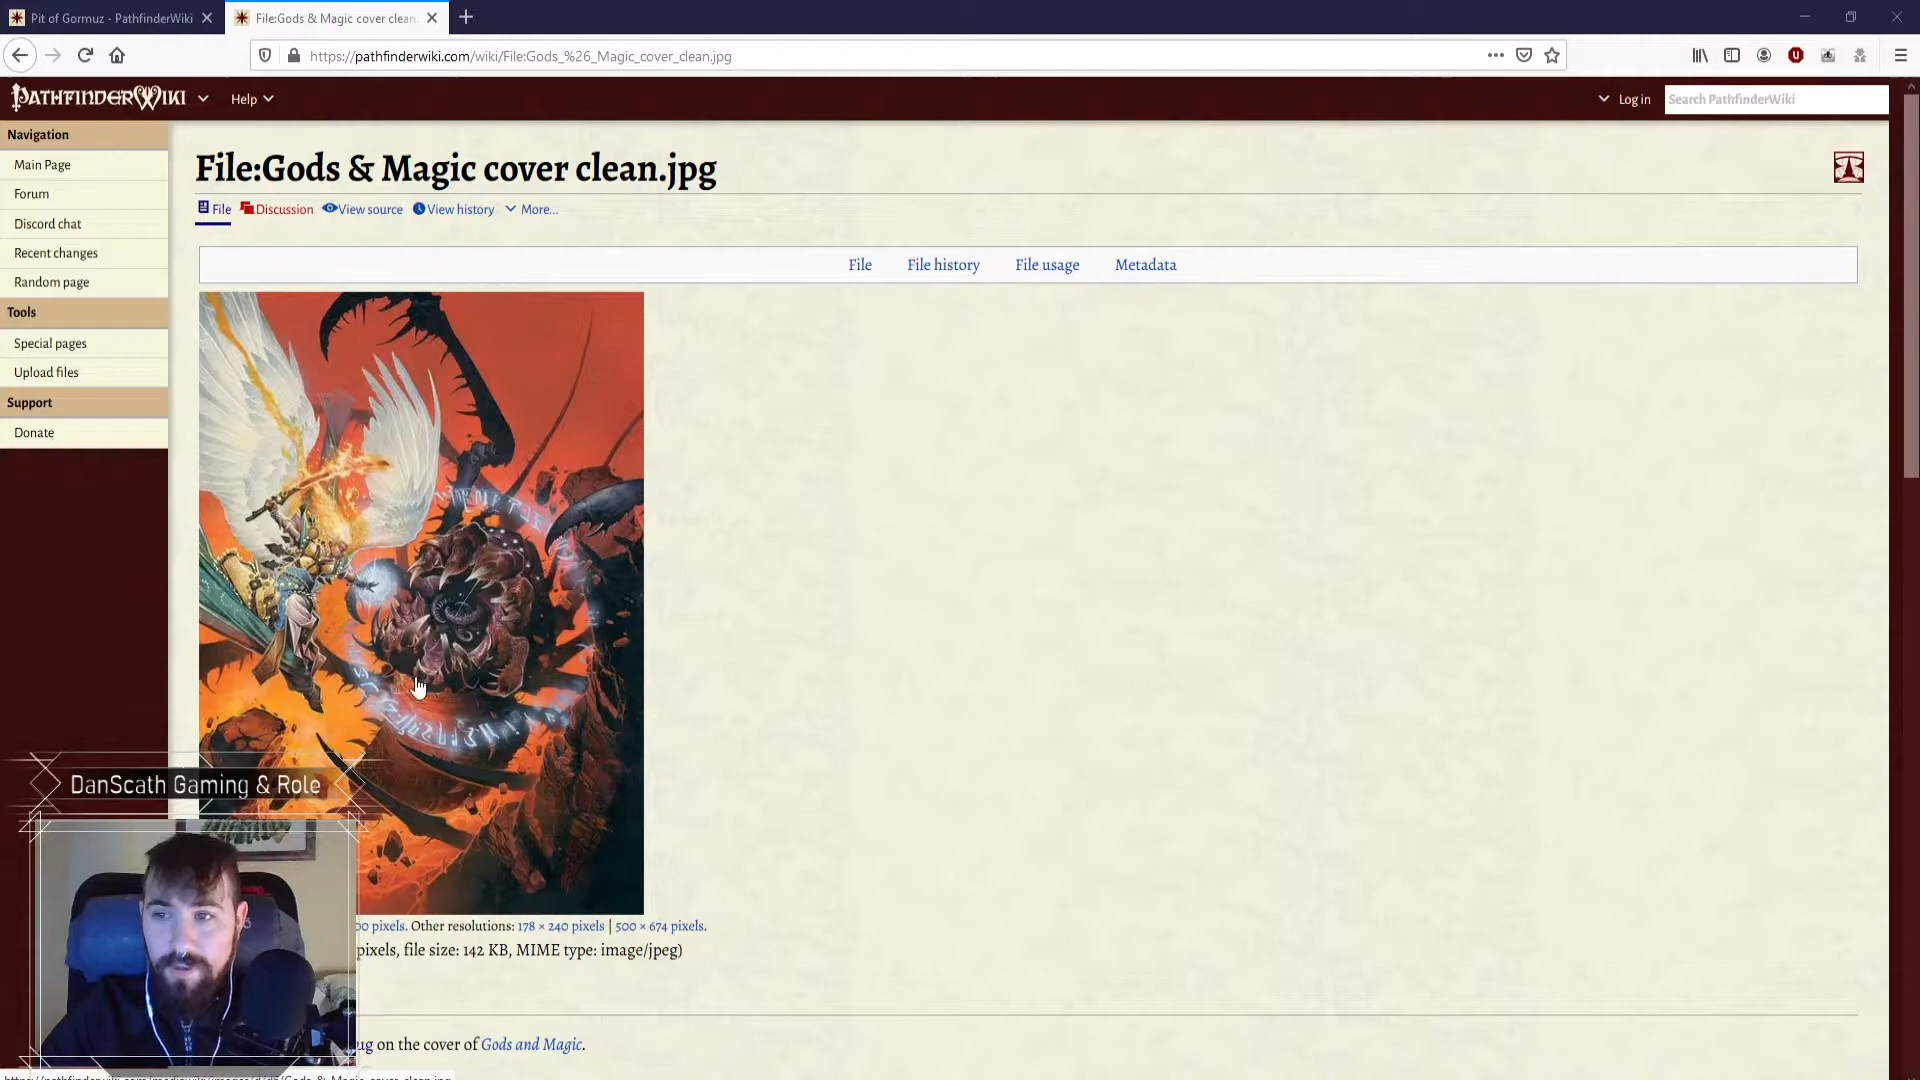 Pit of Gormuz - PathfinderWiki
File:Gods & Magic cover clean.
https://pathfinderwiki.com/wiki/File:Gods_%26_Magic_cover_clean.jpg
PATHFINDERWIKI
Help
Log in
Search PathfinderWiki
Navigation
Main Page
Forum
Discord chat
Recent changes
Random page
Tools
Special pages
Upload files
Support
Donate
File:Gods & Magic cover clean.jpg
File
Discussion
View source
View history
More...
File
File history
File usage
Metadata
DanScath Gaming & Role
00 pixels. Other resolutions: 178 × 240 pixels | 500 × 674 pixels.
pixels, file size: 142 KB, MIME type: image/jpeg)
ug on the cover of Gods and Magic.